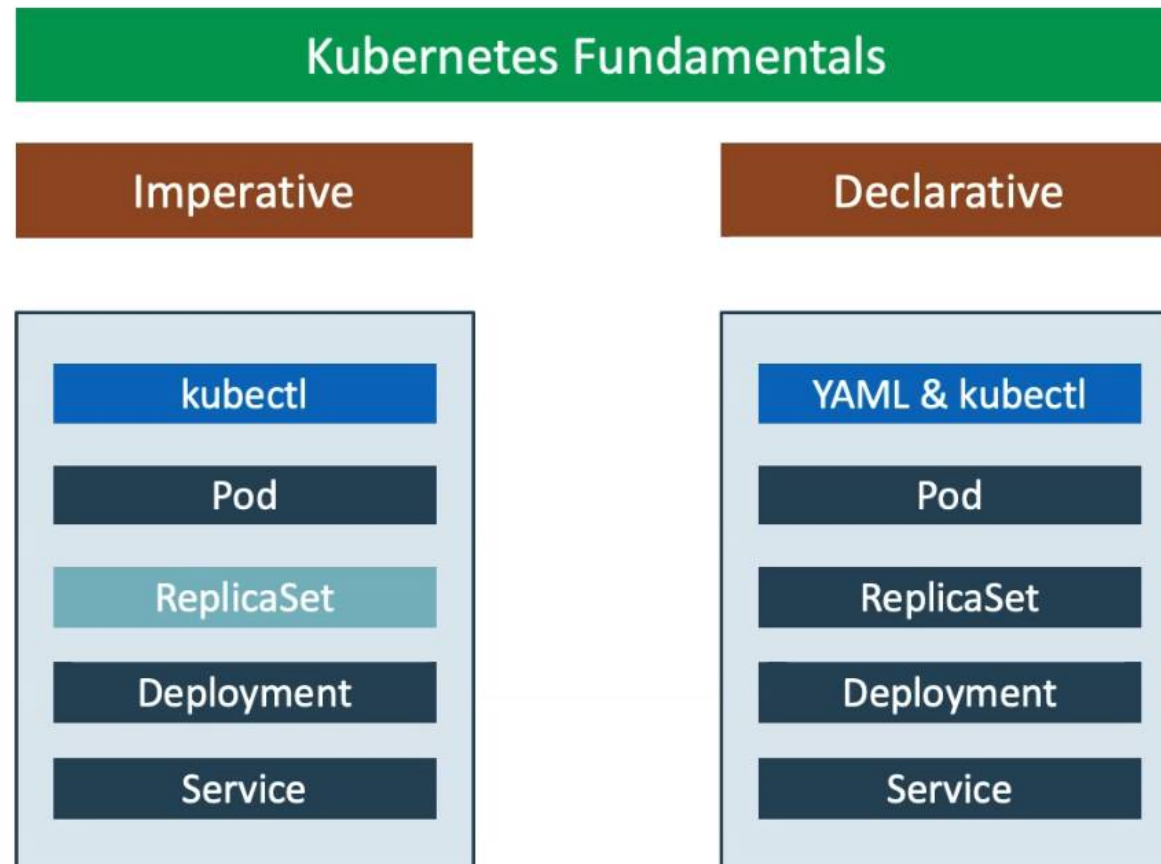 Kubernetes Fundamentals
Imperative
kubectl
Pod
ReplicaSet
Deployment
Service
Declarative
YAML & kubectl
Pod
ReplicaSet
Deployment
Service